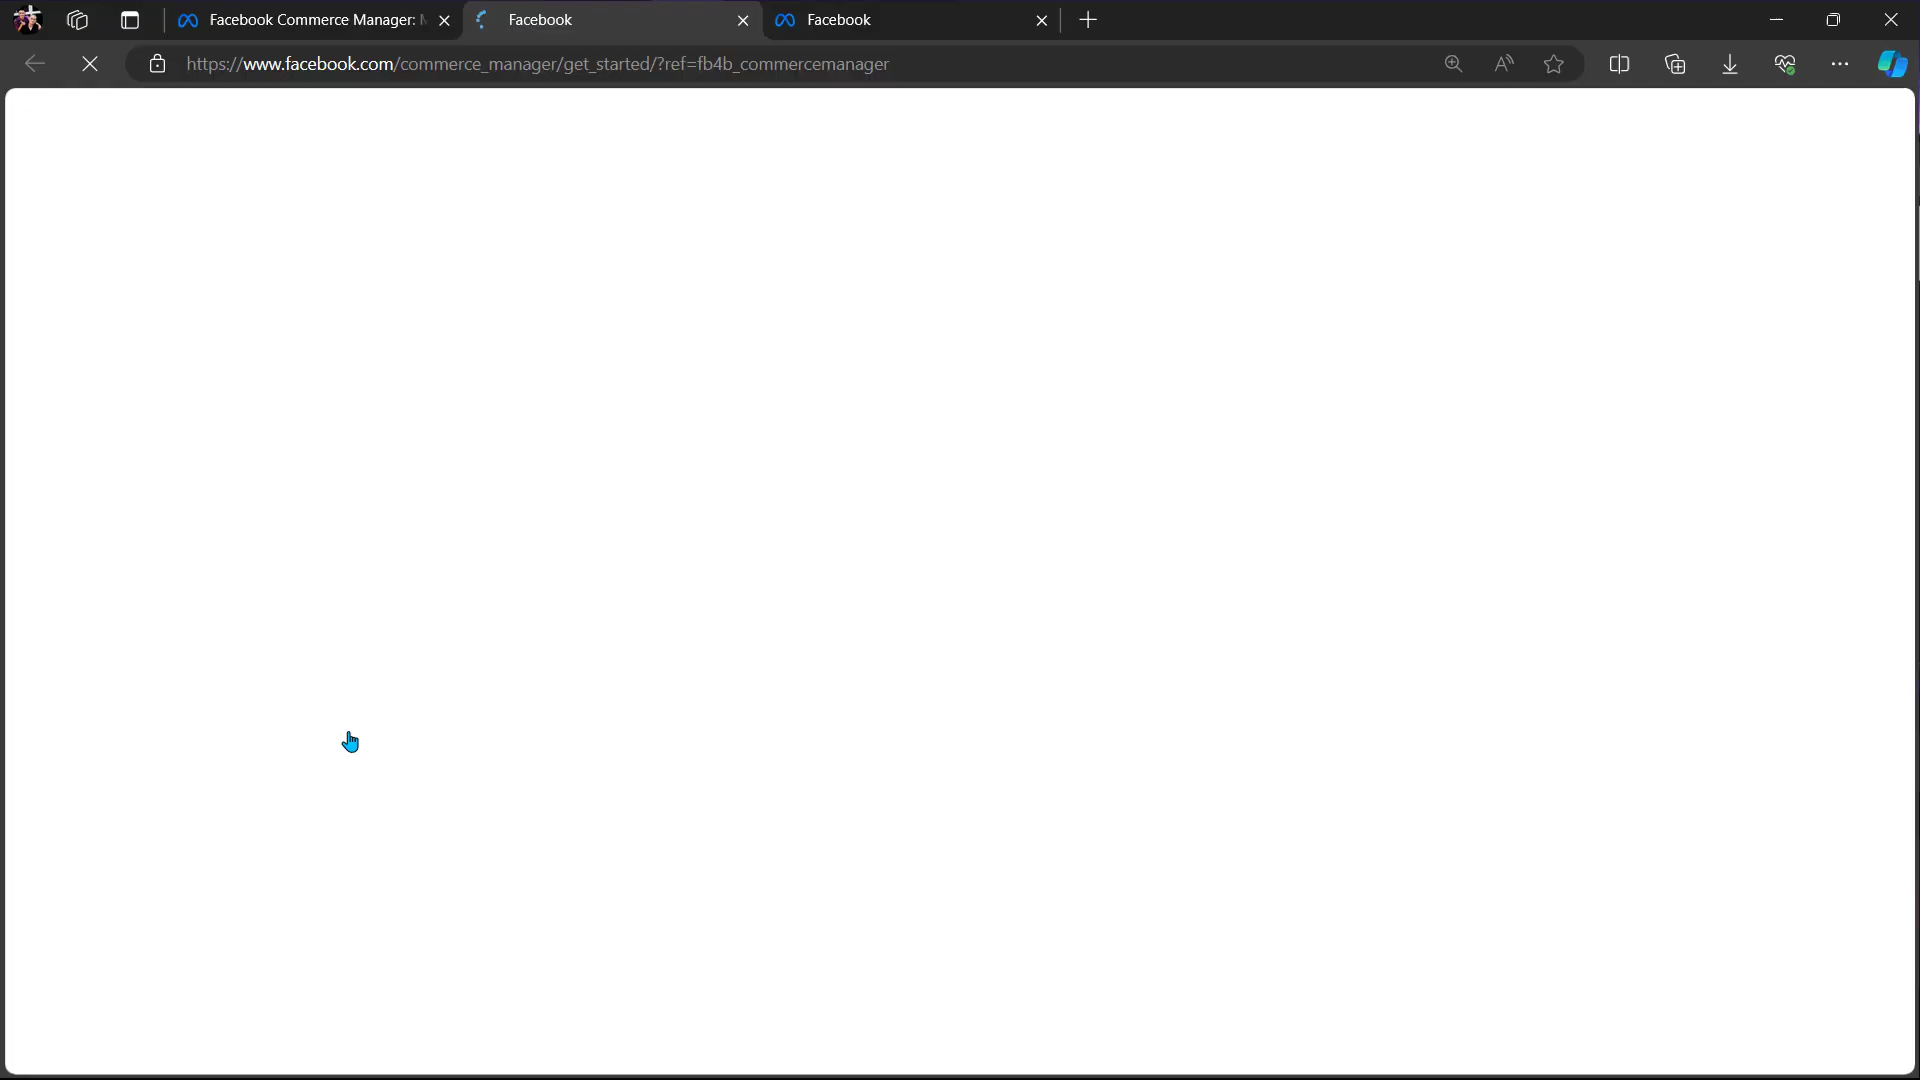 Facebook Commerce Manager:
Facebook
Facebook
https://www.facebook.com/commerce_manager/get_started/?ref=fb4b_commercemanager